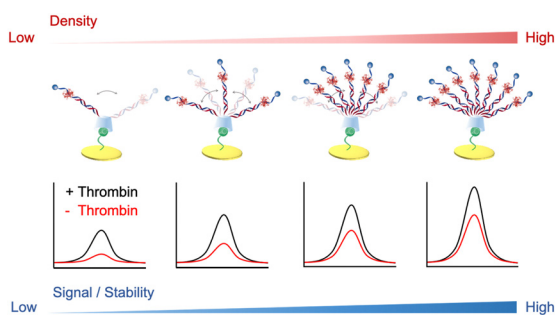 Density
Low High
+ Thrombin
- Thrombin
Signal / Stability
Low High